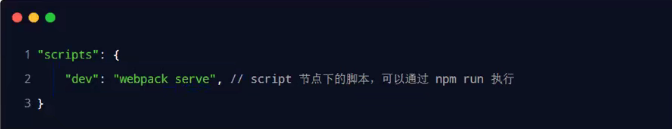 1 "scripts": {
2 "dev": "webpack serve", // script 节点下的脚本，可以通过 npm run 执行
3 }